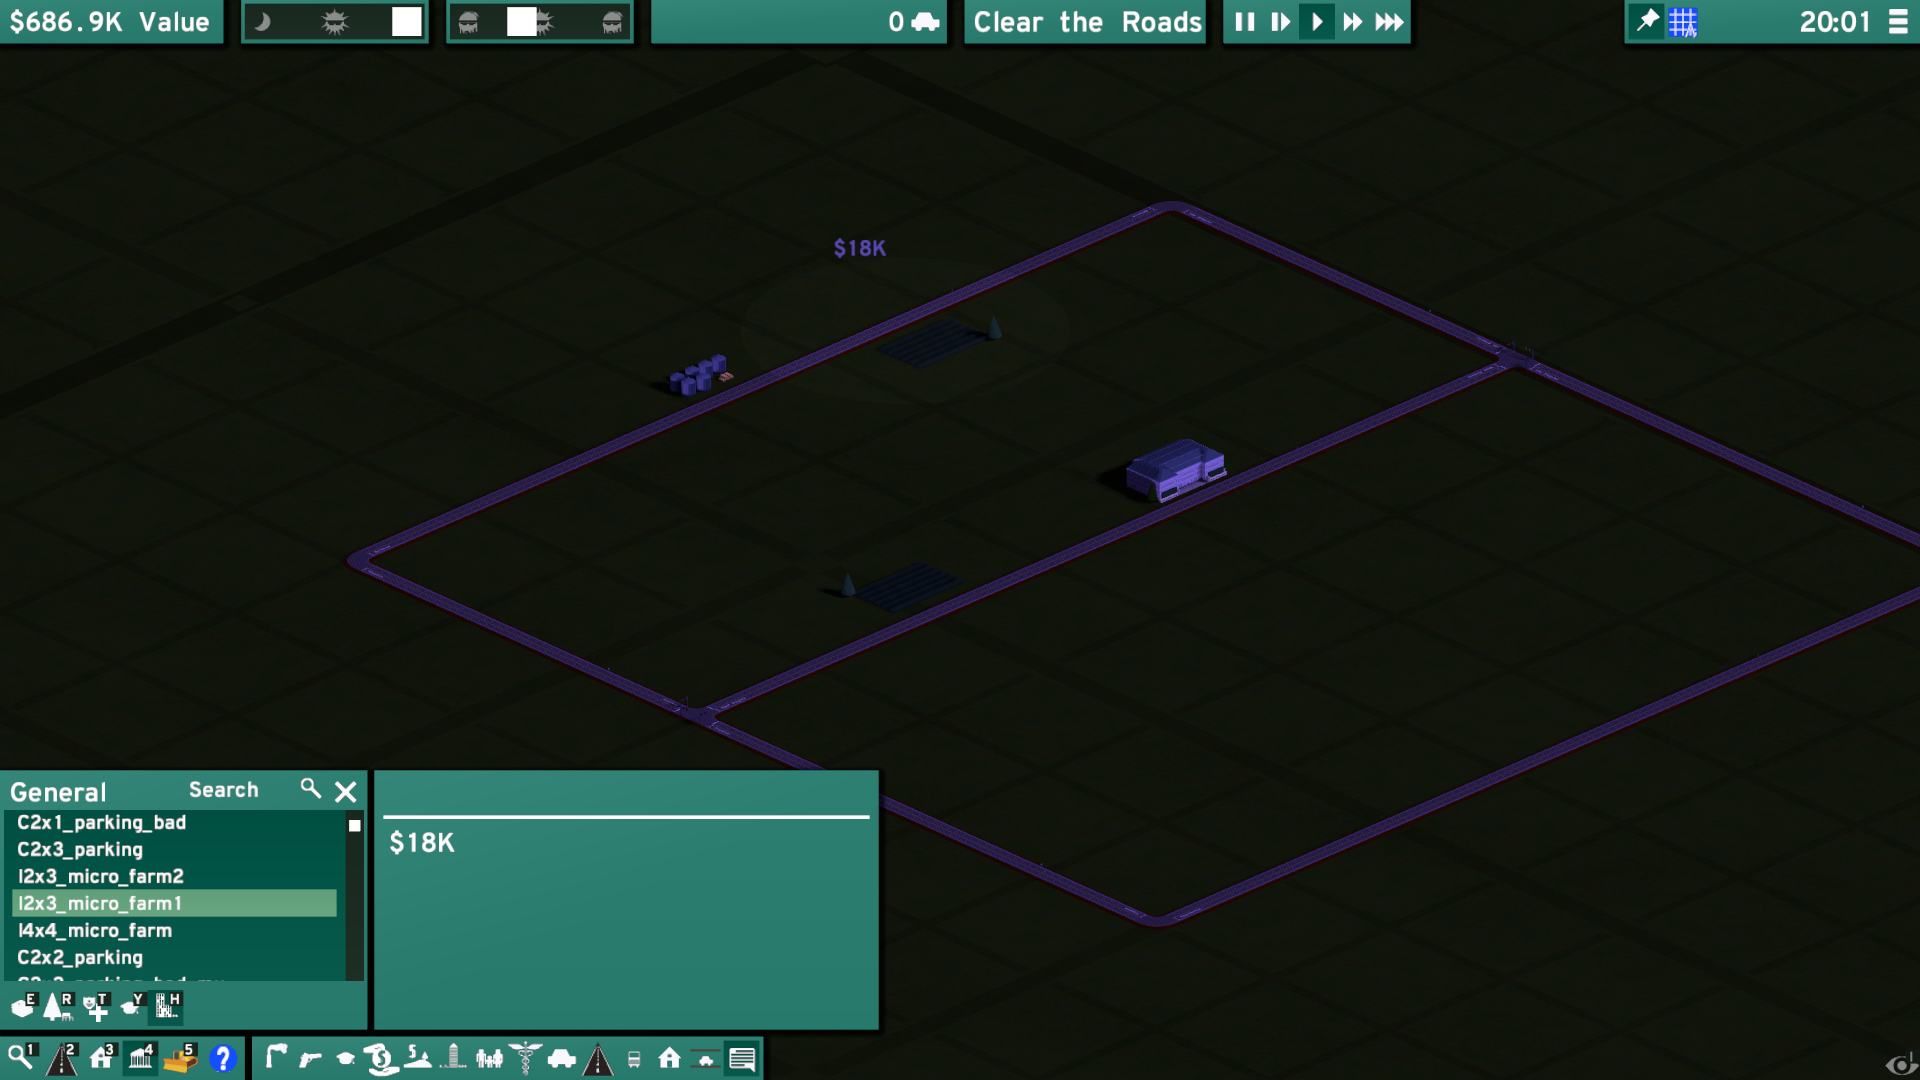 $686.9K Value
0
Clear the Roads
20:01
$18K
General
Search
C2x1_parking_bad
C2x3_parking
I2x3_micro_farm2
I2x3_micro_farm1
I4x4_micro_farm
C2x2_parking
E
R
T
Y
H
$18K
1
2
3
4
5
?